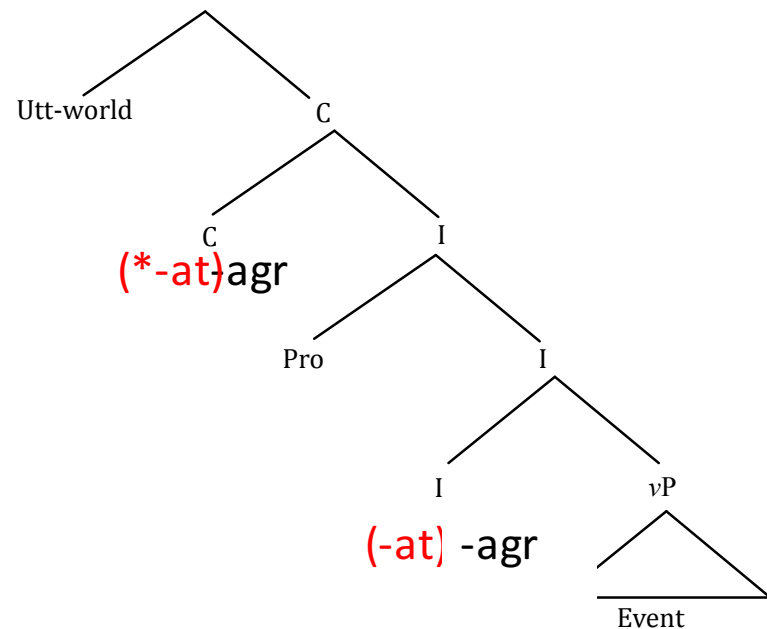 Utt-world
C
C
I
(*-at)-agr
Pro
I
I
vP
(-at) -agr
Event